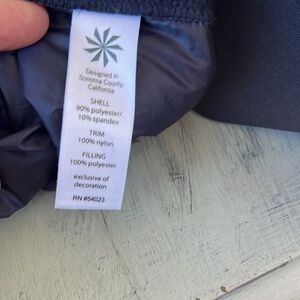 Designed in
Sonoma County,
California
SHELL
90% polyester/
10% spandex
TRIM
100% nylon
FILLING
100% polyester
exclusive of
decoration
RN #54023